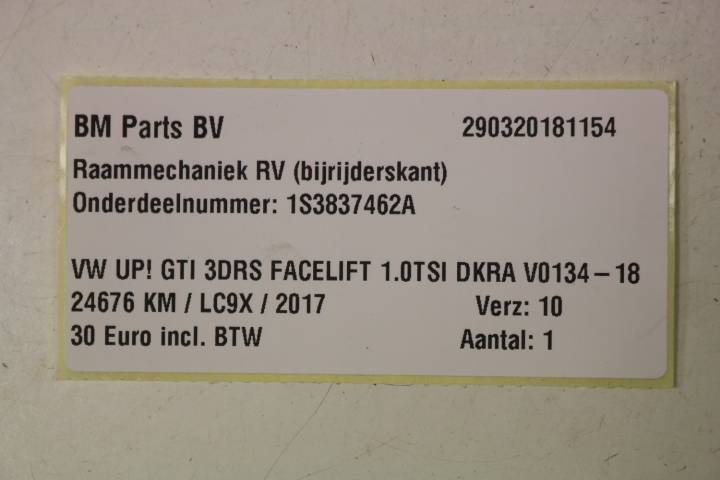 BM Parts BV 290320181154
Raammechaniek RV (bijrijderskant)
Onderdeelnummer: 1S3837462A
VW UP! GTI 3DRS FACELIFT 1.0TSI DKRA V0134-18
24676 KM / LC9X / 2017 Verz: 10
30 Euro incl. BTW Aantal: 1